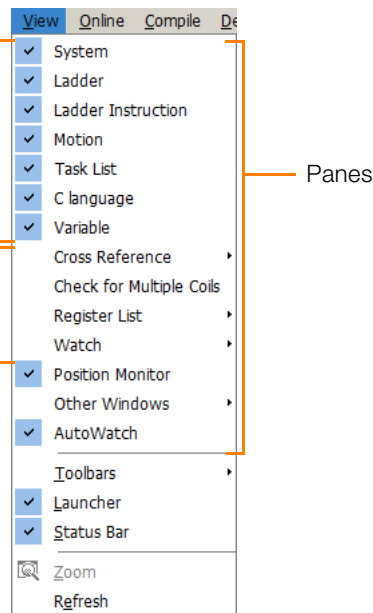 View Online Compile
System
Ladder
Ladder Instruction
Motion
Task List
Panes
C language
Variable
Cross Reference
Check for Multiple Coils
Register List
Watch
Position Monitor
Other Windows
AutoWatch
Toolbars
Launcher
Status Bar
Zoom
Refresh